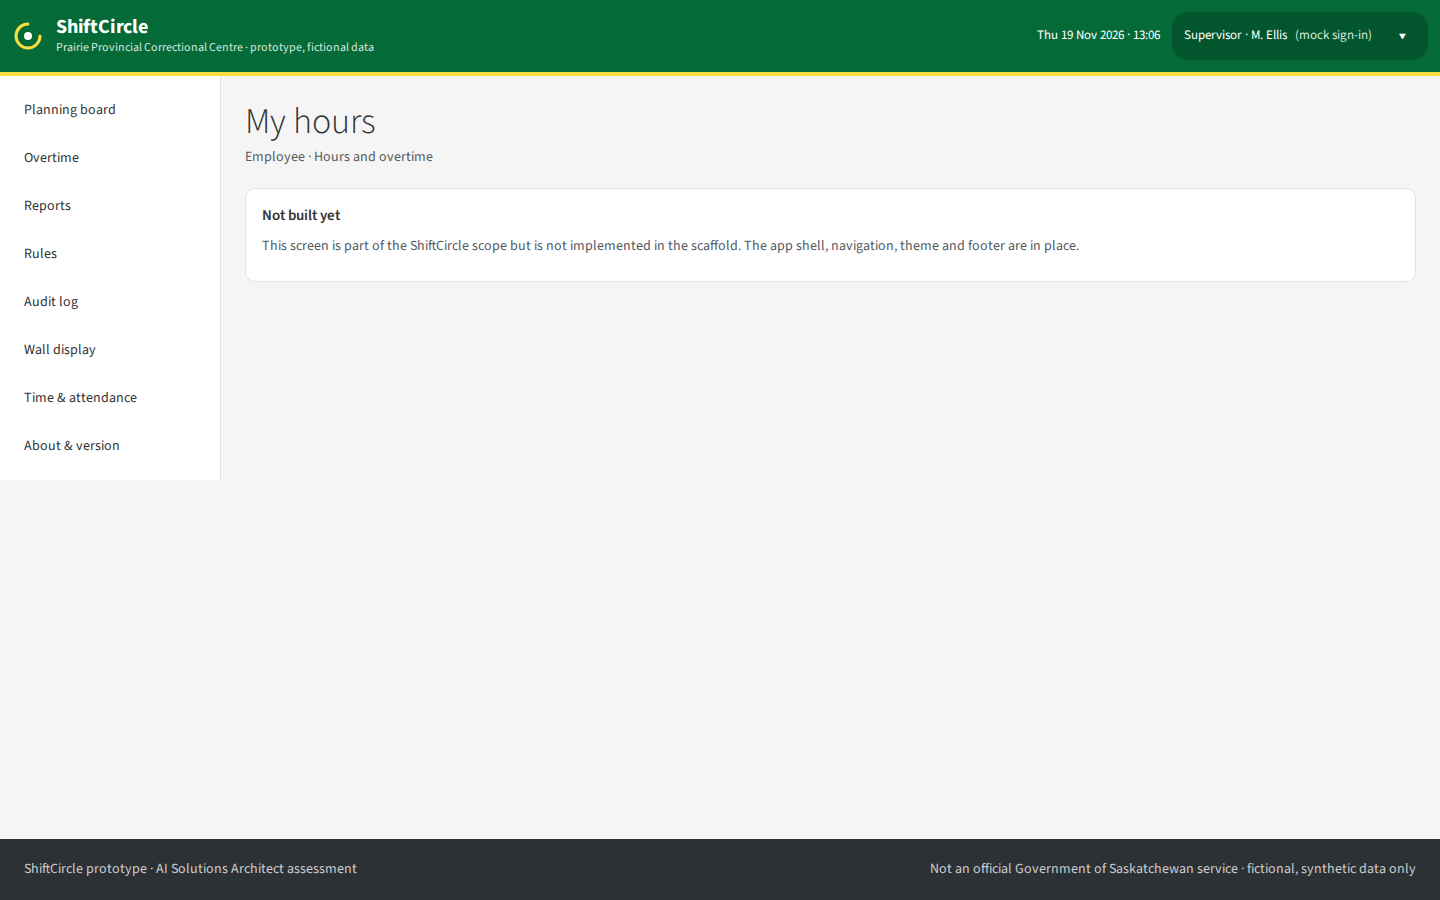 ShiftCircle
Prairie Provincial Correctional Centre · prototype, fictional data
Thu 19 Nov 2026 · 13:06
Supervisor · M. Ellis (mock sign-in)
Planning board
Overtime
Reports
Rules
Audit log
Wall display
Time & attendance
About & version
My hours
Employee · Hours and overtime
Not built yet
This screen is part of the ShiftCircle scope but is not implemented in the scaffold. The app shell, navigation, theme and footer are in place.
ShiftCircle prototype · AI Solutions Architect assessment
Not an official Government of Saskatchewan service · fictional, synthetic data only